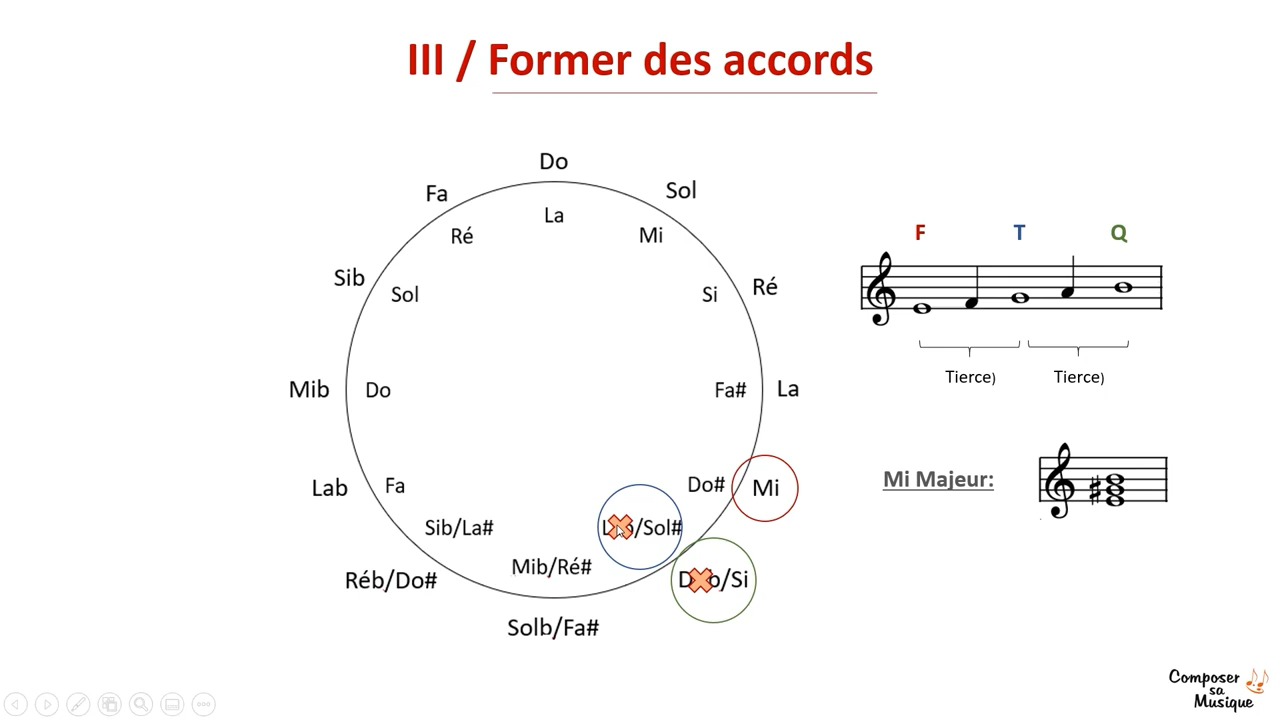 III / Former des accords
Do
Fa
Sol
La
Ré
Mi
F
T
Q
Sib
Sol
Si
Ré
Mib
Do
Fa#
La
Tierce)
Tierce)
Lab
Fa
Do#
Mi
Mi Majeur:
Sib/La#
/Sol#
Mib/Ré#
Réb/Do#
/Si
Solb/Fa#
Composer
sa
Musique